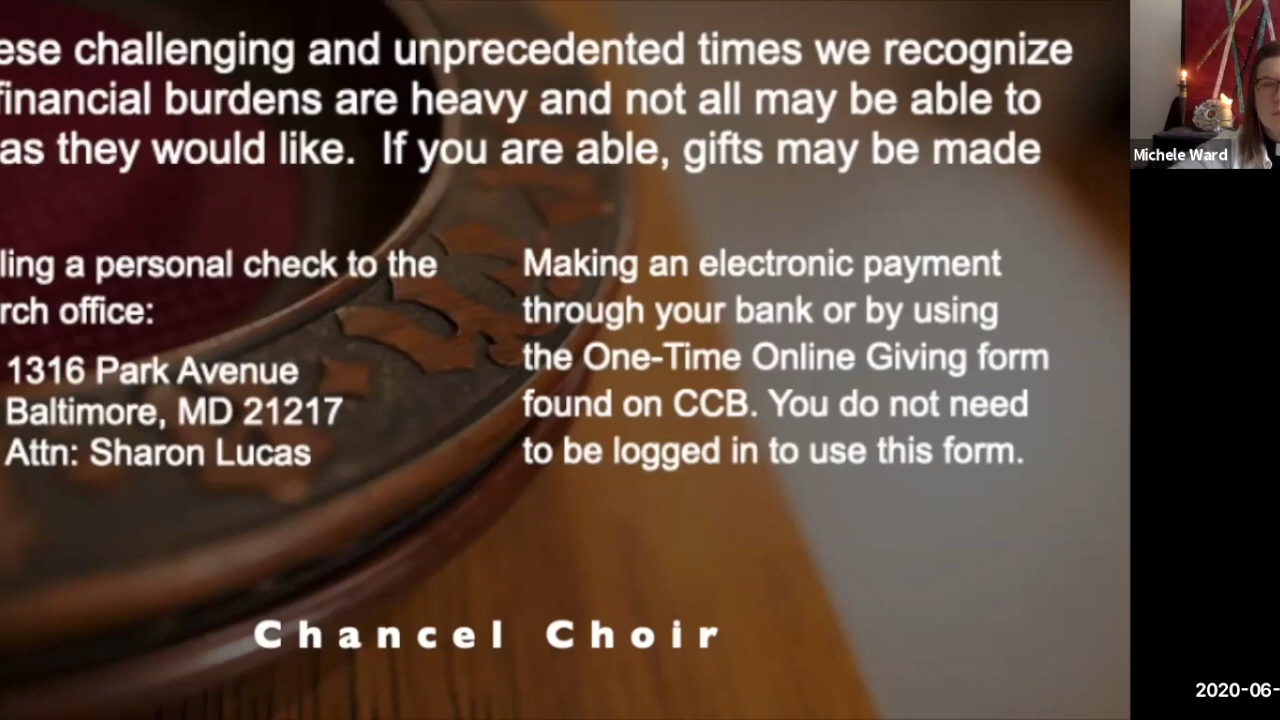 ese challenging and unprecedented times we recognize
financial burdens are heavy and not all may be able to
as they would like.  If you are able, gifts may be made
ling a personal check to the
rch office:
1316 Park Avenue
Baltimore, MD 21217
Attn: Sharon Lucas
Making an electronic payment
through your bank or by using
the One-Time Online Giving form
found on CCB. You do not need
to be logged in to use this form.
Chancel Choir
Michele Ward
2020-06-